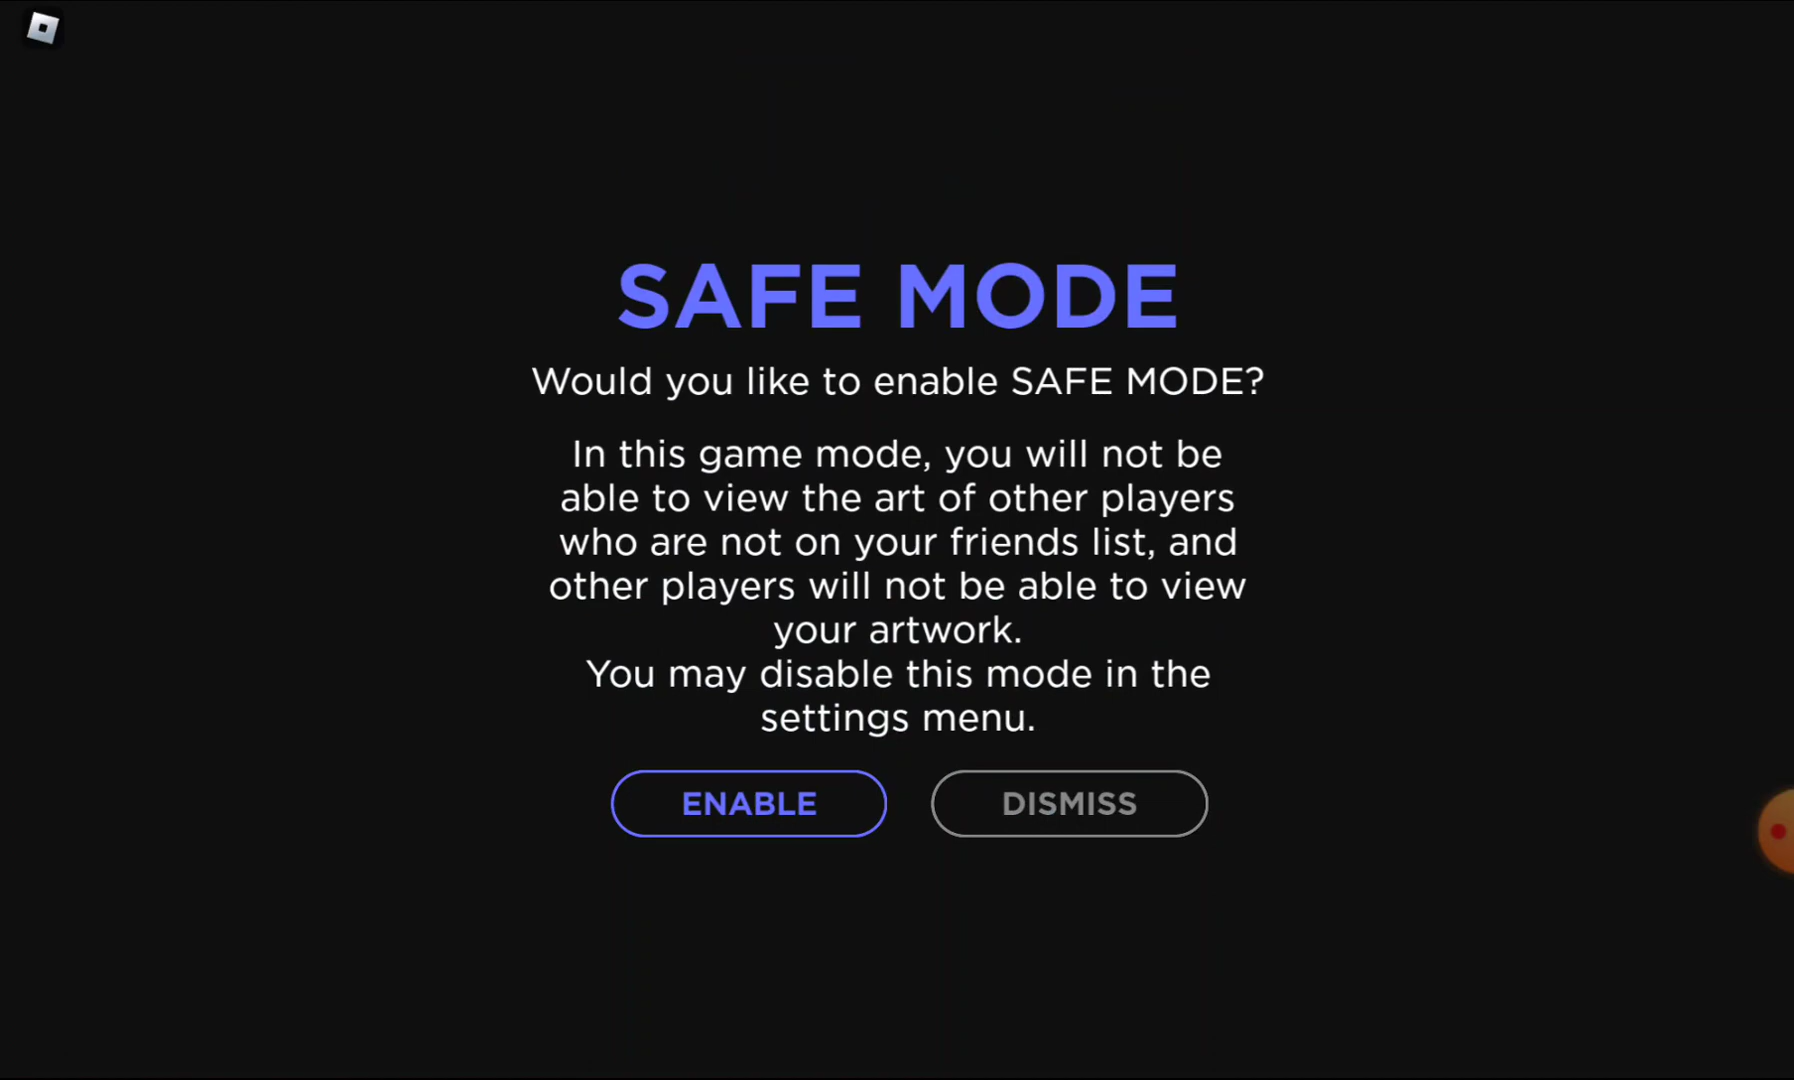 SAFE MODE
Would you like to enable SAFE MODE?
In this game mode, you will not be
able to view the art of other players
who are not on your friends list, and
other players will not be able to view
your artwork.
You may disable this mode in the
settings menu.
ENABLE
DISMISS